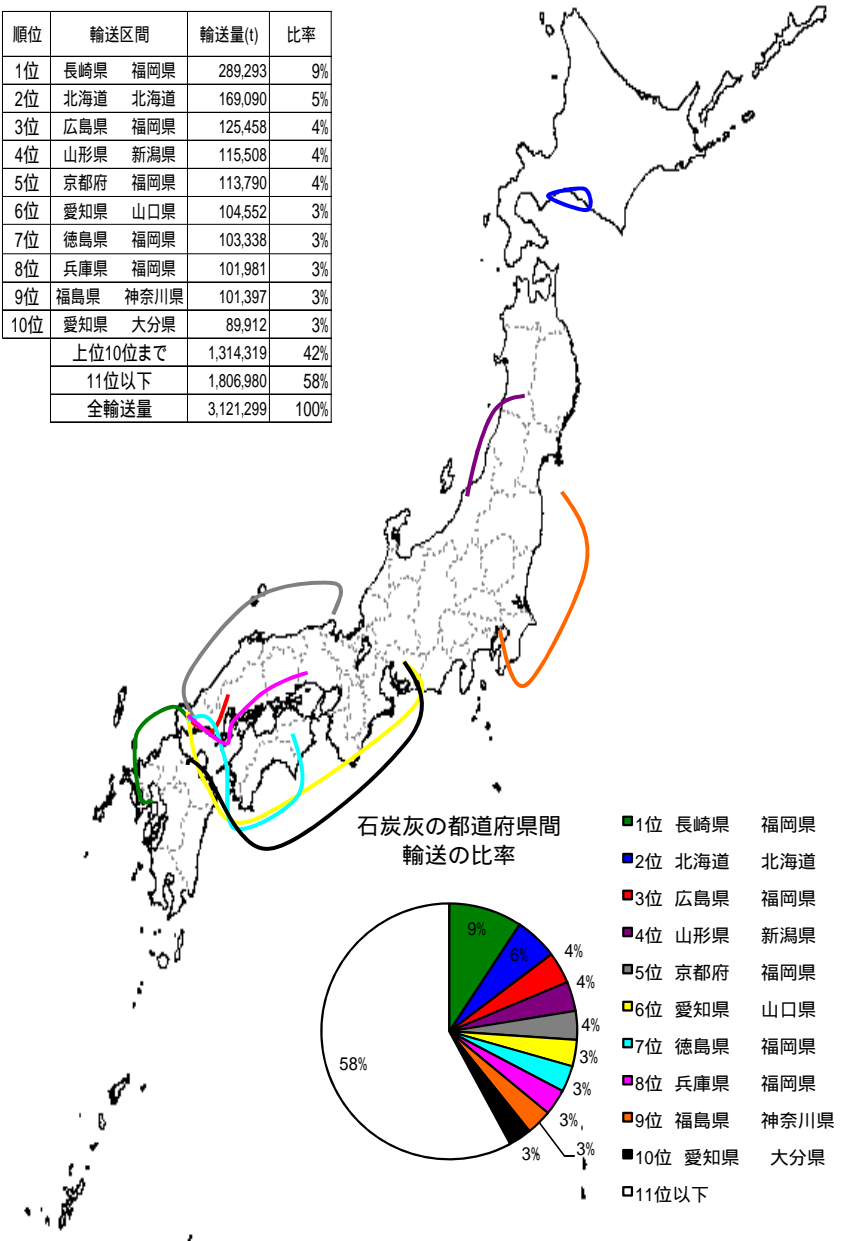 順位 輸送区間 輸送量(t) 比率
1位 長崎県 福岡県 289,293 9%
2位 北海道 北海道 169,090 5%
3位 広島県 福岡県 125,458 4%
4位 山形県 新潟県 115,508 4%
5位 京都府 福岡県 113,790 4%
6位 愛知県 山口県 104,552 3%
7位 徳島県 福岡県 103,338 3%
8位 兵庫県 福岡県 101,981 3%
9位 福島県 神奈川県 101,397 3%
10位 愛知県 大分県 89,912 3%
上位10位まで 1,314,319 42%
11位以下 1,806,980 58%
全輸送量 3,121,299 100%
石炭灰の都道府県間
輸送の比率
9%
6%
4%
4%
4%
3%
3%
3%
3%
3%
58%
1位 長崎県 福岡県
2位 北海道 北海道
3位 広島県 福岡県
4位 山形県 新潟県
5位 京都府 福岡県
6位 愛知県 山口県
7位 徳島県 福岡県
8位 兵庫県 福岡県
9位 福島県 神奈川県
10位 愛知県 大分県
11位以下